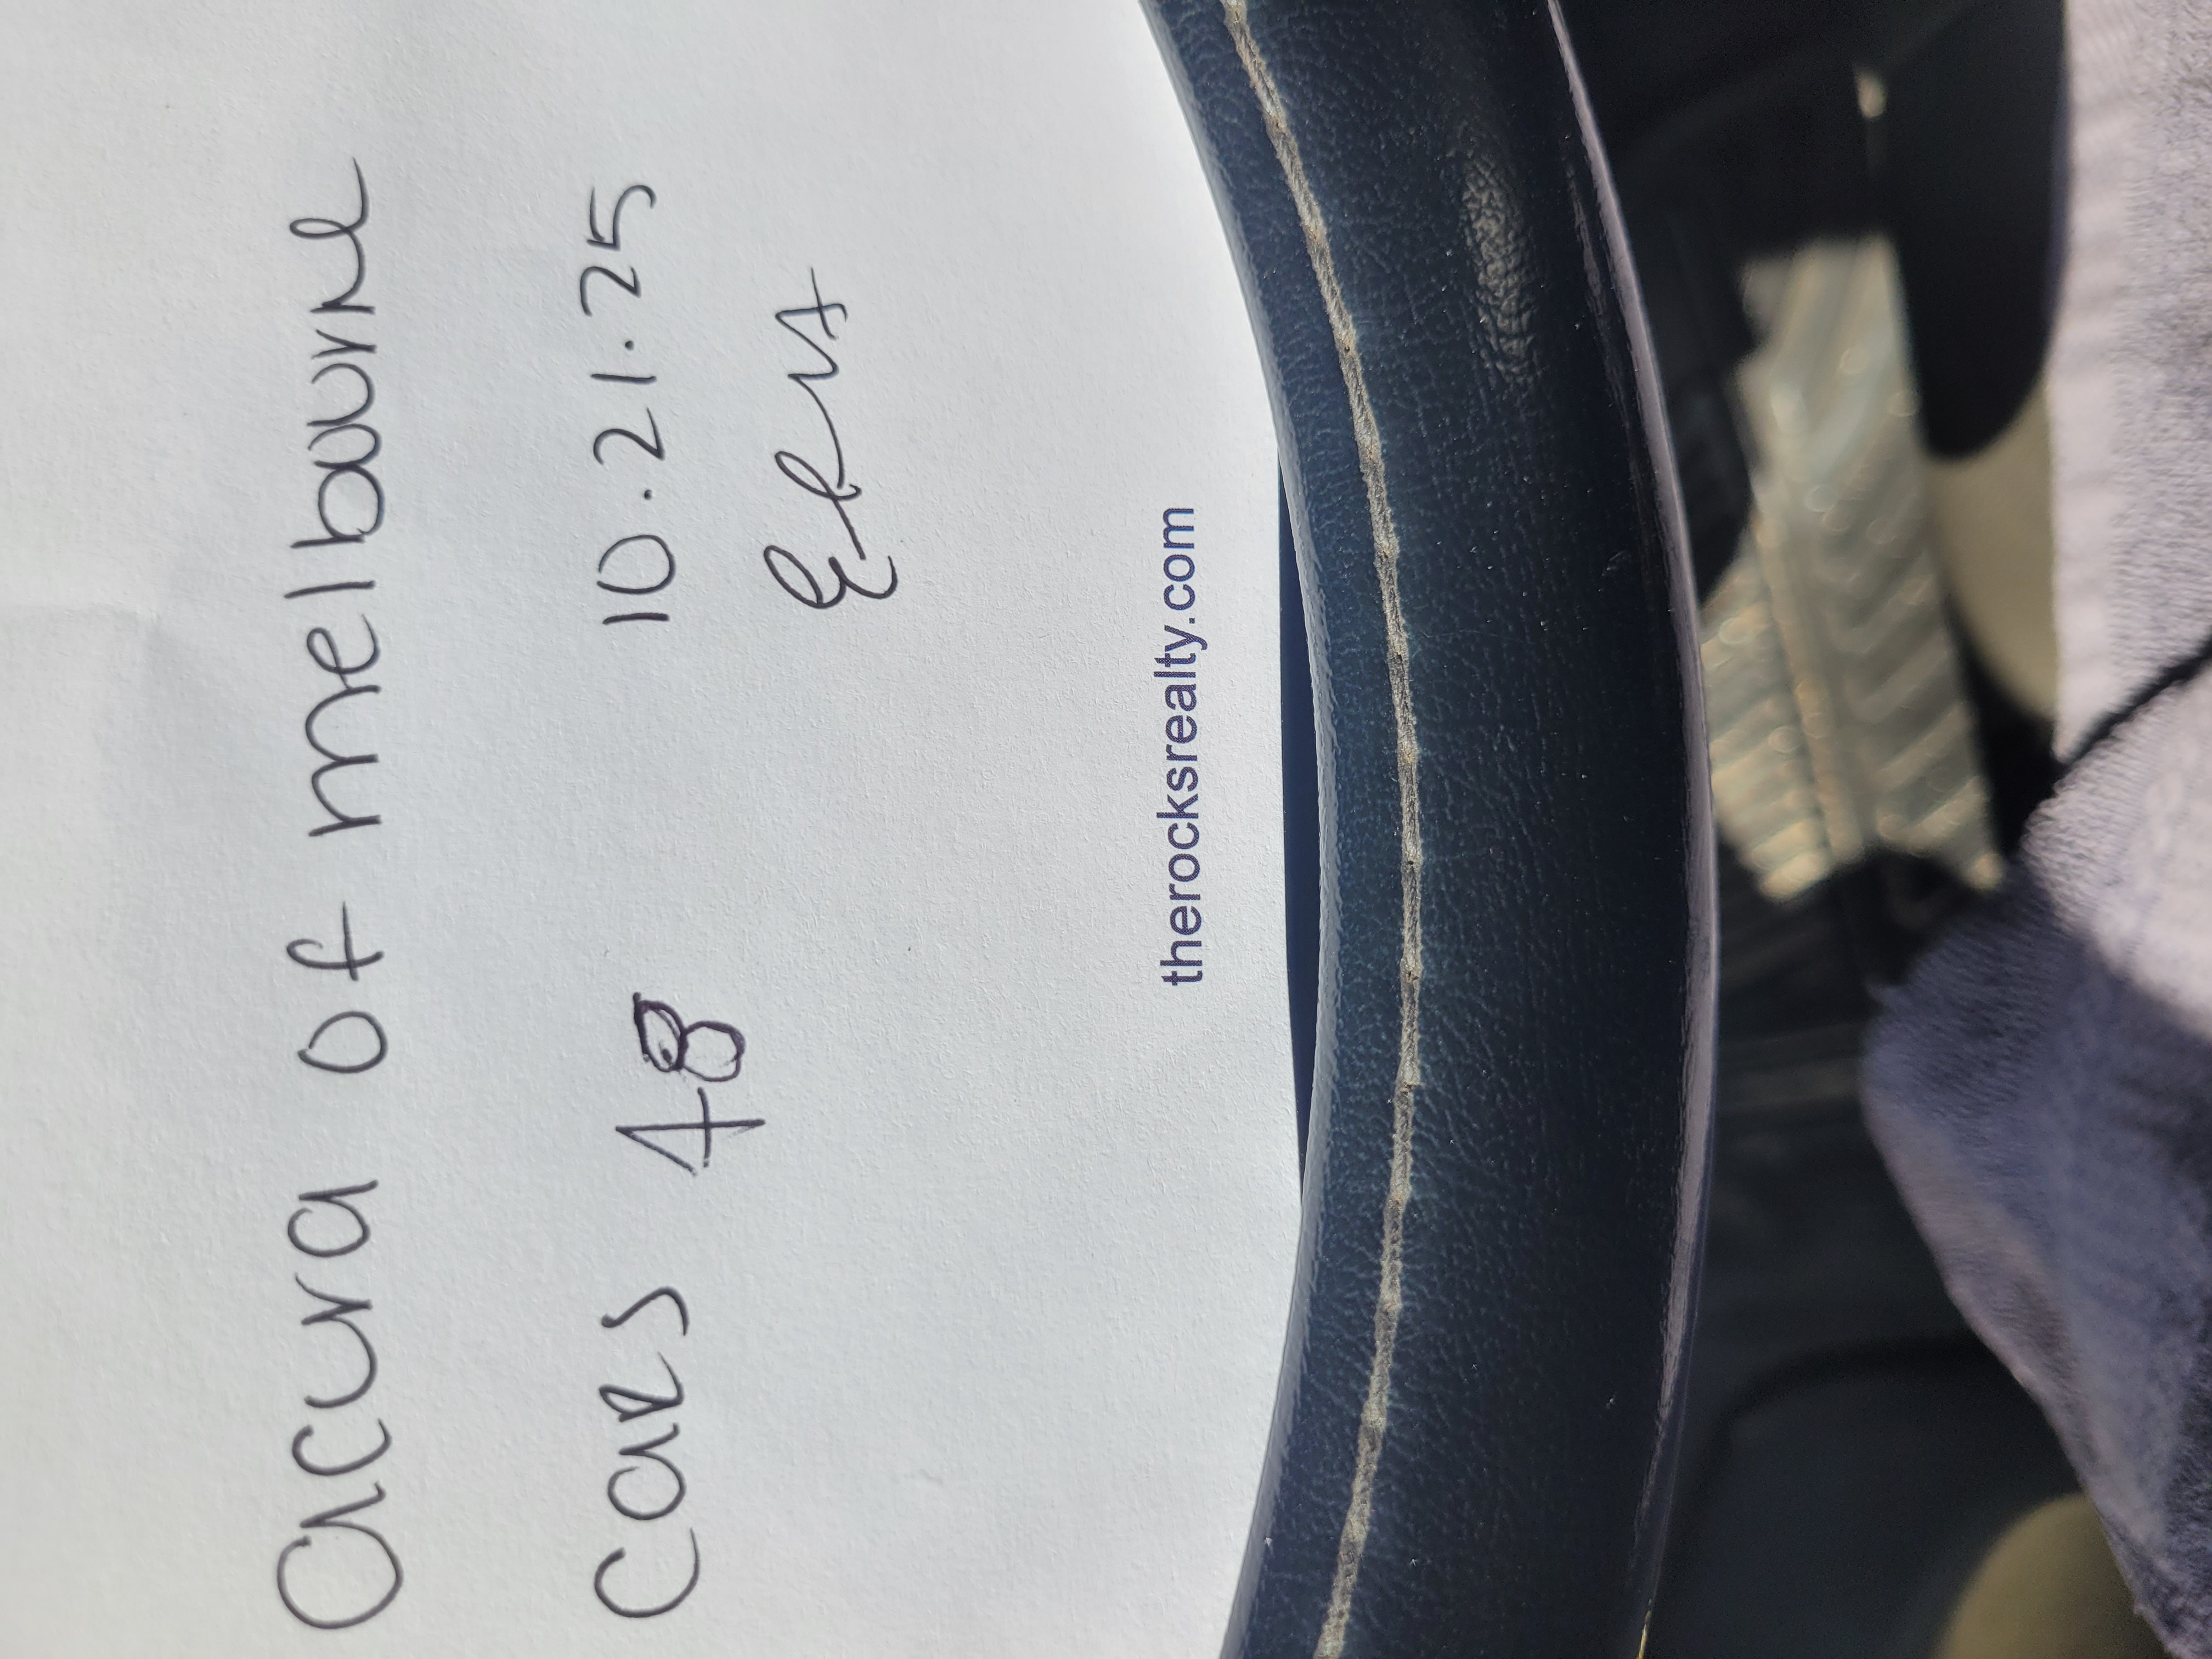 Acura of melbourne
Cars 48 10.21.25
therocksrealty.com